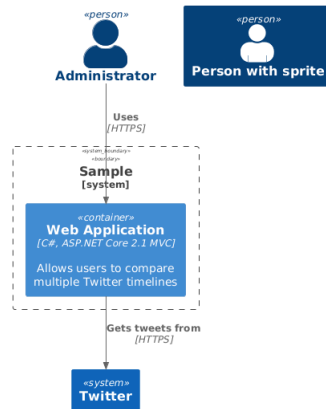 «person»
Administrator
«person»
Person with sprite
Uses
[HTTPS]
«system_boundary»
«boundary»
Sample
[system]
«container»
Web Application
[C#, ASP.NET Core 2.1 MVC]
Allows users to compare
multiple Twitter timelines
Gets tweets from
[HTTPS]
«system»
Twitter